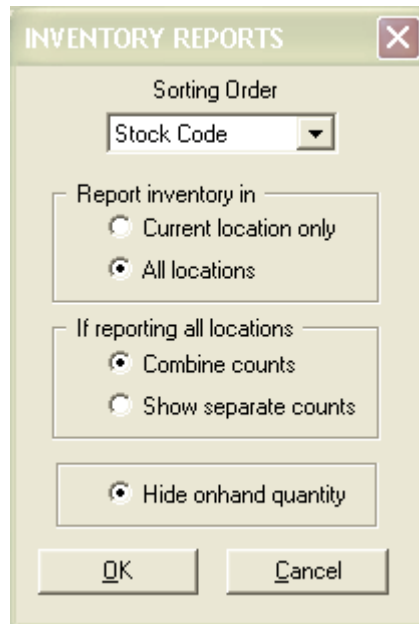 INVENTORY REPORTS
Sorting Order
Stock Code
Report inventory in
Current location only
All locations
If reporting all locations
Combine counts
Show separate counts
Hide onhand quantity
OK
Cancel